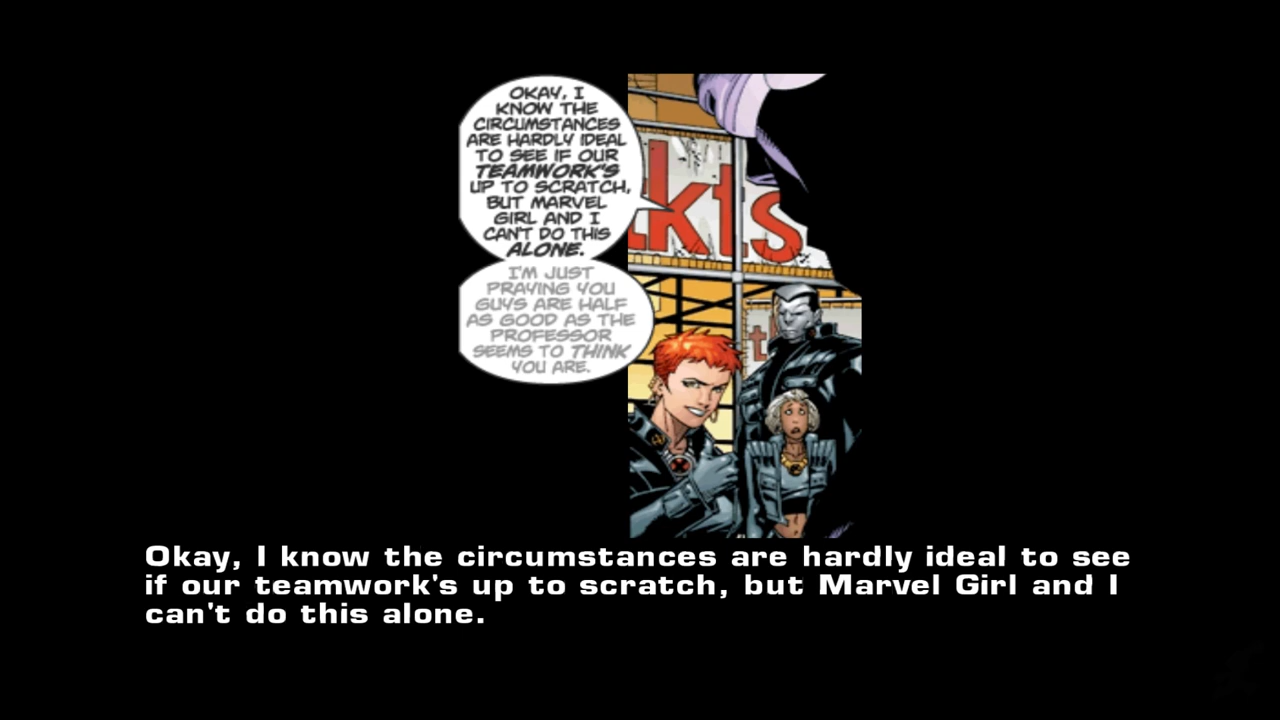 OKAY, I
KNOW THE
CIRCUMSTANCES
ARE HARDLY IDEAL
TO SEE IF OUR
TEAMWORK'S
UP TO SCRATCH,
BUT MARVEL
GIRL AND I
CAN'T DO THIS
ALONE.
I'M JUST
PRAYING YOU
GUYS ARE HALF
AS GOOD AS THE
PROFESSOR
SEEMS TO THINK
YOU ARE.
kts
t
Okay, I know the circumstances are hardly ideal to see
if our teamwork's up to scratch, but Marvel Girl and I
can't do this alone.